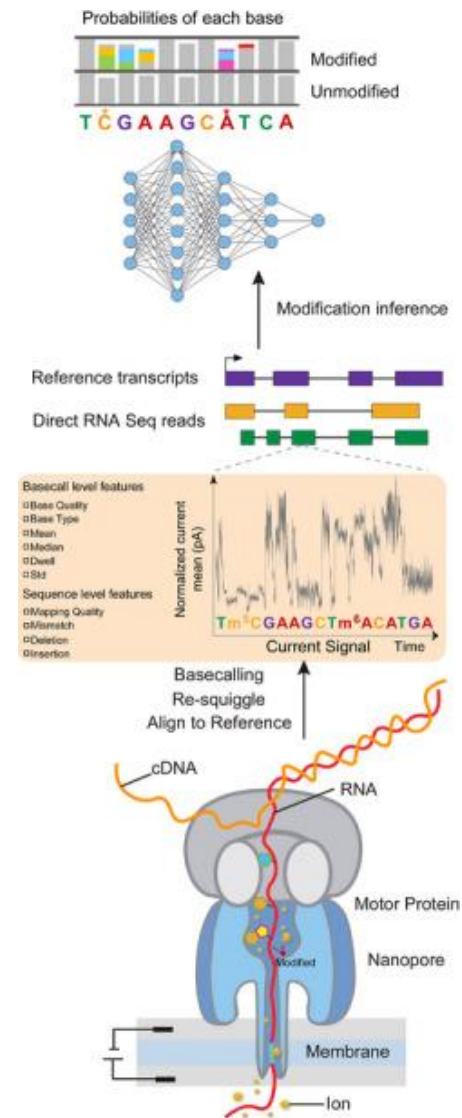 Probabilities of each base
Modified
Unmodified
TCGAAGCATCA
Modification inference
Reference transcripts
Direct RNA Seq reads
Basecall level features
Base Quality
Base Type
Mean
Median
Dwell
Std
Sequence level features
Mapping Quality
Mismatch
Deletion
Insertion
Normalized current
mean (pA)
Tm⁵CGAAGCTm⁶ACATGA
Current Signal Time
Basecalling
Re-squiggle
Align to Reference
cDNA
RNA
Motor Protein
Modified
Nanopore
Membrane
Ion